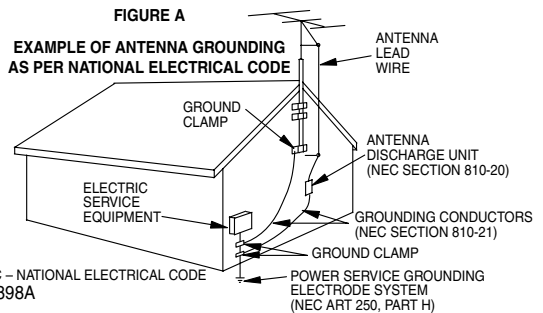 FIGURE A
EXAMPLE OF ANTENNA GROUNDING
AS PER NATIONAL ELECTRICAL CODE
ANTENNA
LEAD
WIRE
GROUND
CLAMP
ANTENNA
DISCHARGE UNIT
(NEC SECTION 810-20)
ELECTRIC
SERVICE
EQUIPMENT
GROUNDING CONDUCTORS
(NEC SECTION 810-21)
GROUND CLAMP
POWER SERVICE GROUNDING
ELECTRODE SYSTEM
(NEC ART 250, PART H)
C – NATIONAL ELECTRICAL CODE
898A